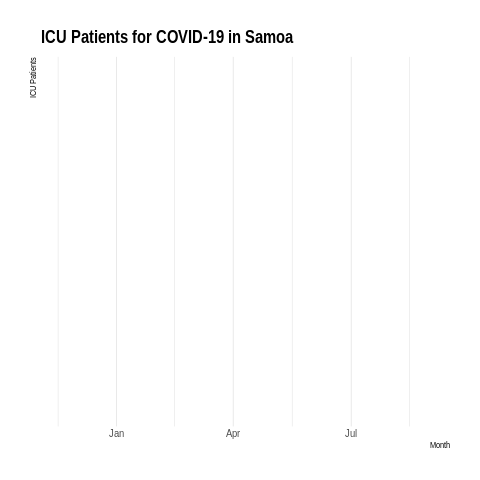 ICU Patients for COVID-19 in Samoa
ICU Patients
Jan
Apr
Jul
Month